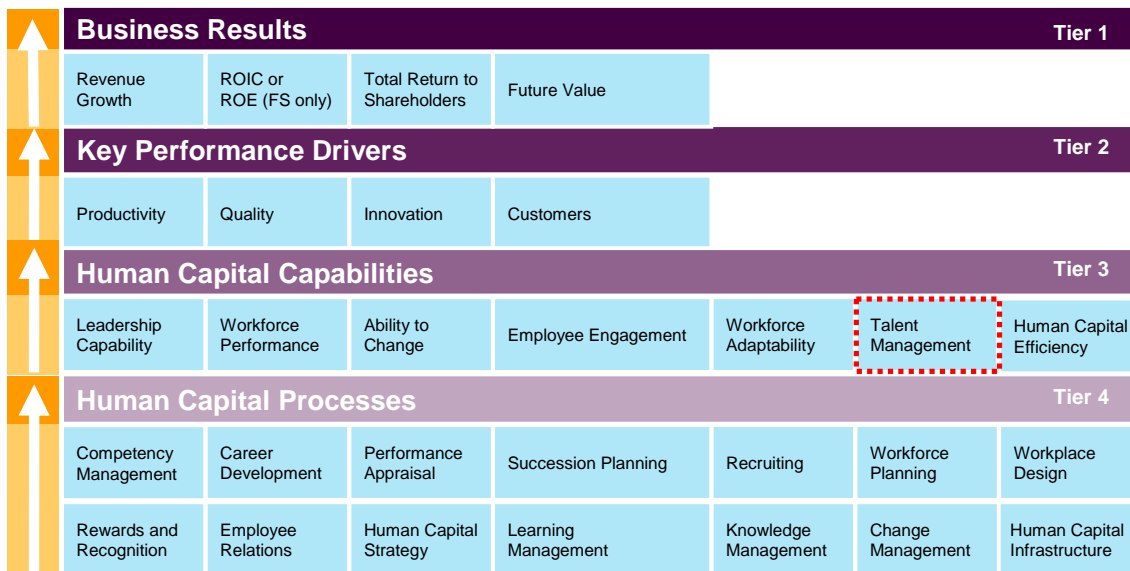 Business Results
Tier 1
Revenue
Growth
ROIC or
ROE (FS only)
Total Return to
Shareholders
Future Value
Key Performance Drivers
Tier 2
Productivity
Quality
Innovation
Customers
Human Capital Capabilities
Tier 3
Leadership
Capability
Workforce
Performance
Ability to
Change
Employee Engagement
Workforce
Adaptability
Talent
Management
Human Capital
Efficiency
Human Capital Processes
Tier 4
Competency
Management
Career
Development
Performance
Appraisal
Succession Planning
Recruiting
Workforce
Planning
Workplace
Design
Rewards and
Recognition
Employee
Relations
Human Capital
Strategy
Learning
Management
Knowledge
Management
Change
Management
Human Capital
Infrastructure